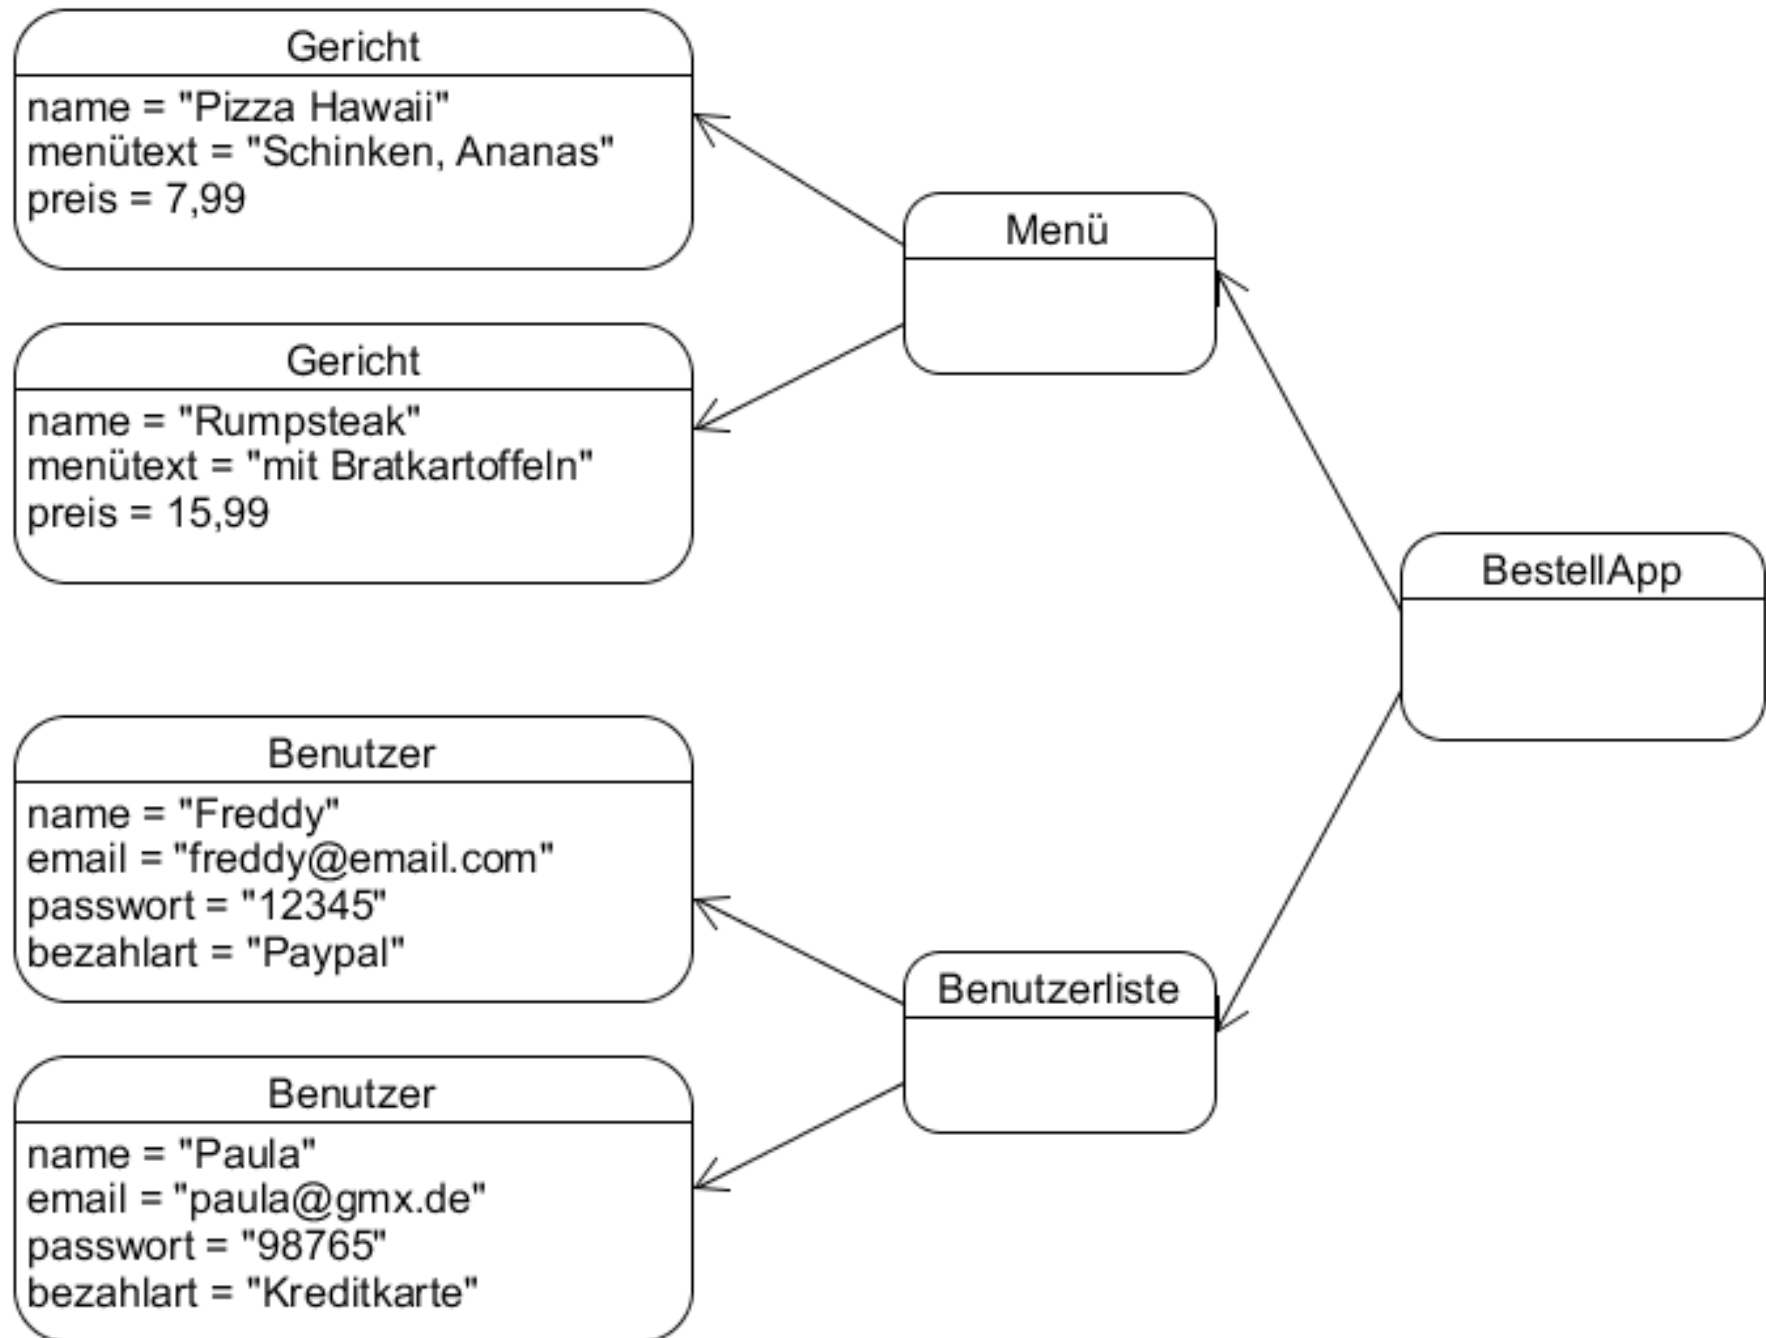 Gericht
name = "Pizza Hawaii"
menütext = "Schinken, Ananas"
preis = 7,99
Menü
Gericht
name = "Rumpsteak"
menütext = "mit Bratkartoffeln"
preis = 15,99
BestellApp
Benutzer
name = "Freddy"
email = "freddy@email.com"
passwort = "12345"
bezahlart = "Paypal"
Benutzerliste
Benutzer
name = "Paula"
email = "paula@gmx.de"
passwort = "98765"
bezahlart = "Kreditkarte"